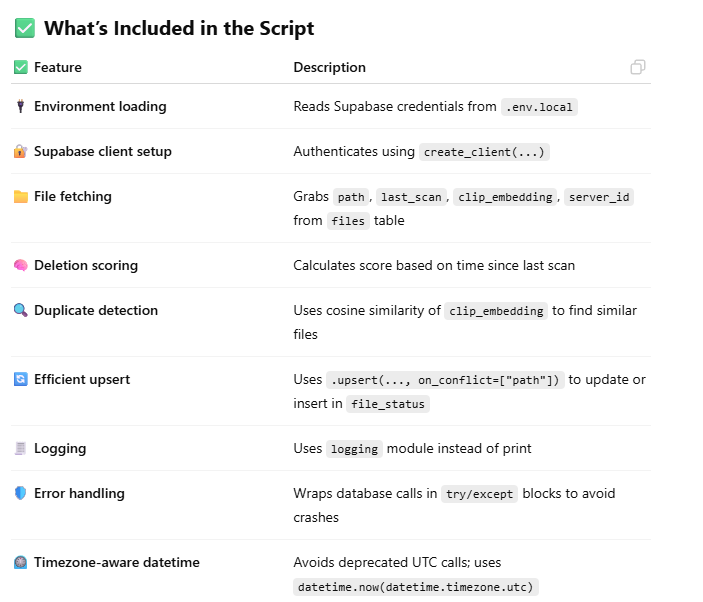 ✅ What's Included in the Script
✅ Feature Description
🔌 Environment loading Reads Supabase credentials from .env.local
🔐 Supabase client setup Authenticates using create_client(...)
📁 File fetching Grabs path, last_scan, clip_embedding, server_id
from files table
🧠 Deletion scoring Calculates score based on time since last scan
🔍 Duplicate detection Uses cosine similarity of clip_embedding to find similar
files
🔄 Efficient upsert Uses .upsert(..., on_conflict=["path"]) to update or
insert in file_status
🧾 Logging Uses logging module instead of print
🛡️ Error handling Wraps database calls in try/except blocks to avoid
crashes
🕰️ Timezone-aware datetime Avoids deprecated UTC calls; uses
datetime.now(datetime.timezone.utc)